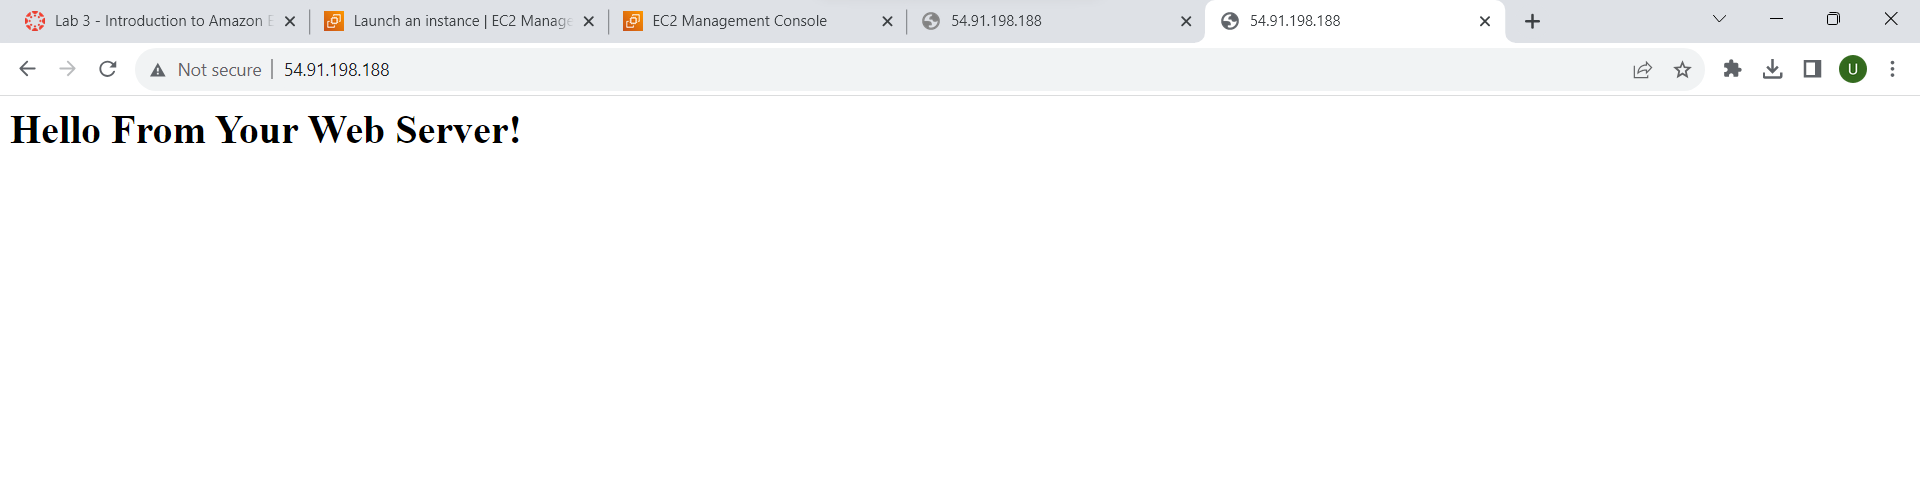 Lab 3 - Introduction to Amazon E
Launch an instance | EC2 Manage
EC2 Management Console
54.91.198.188
54.91.198.188
Not secure
54.91.198.188
U
Hello From Your Web Server!